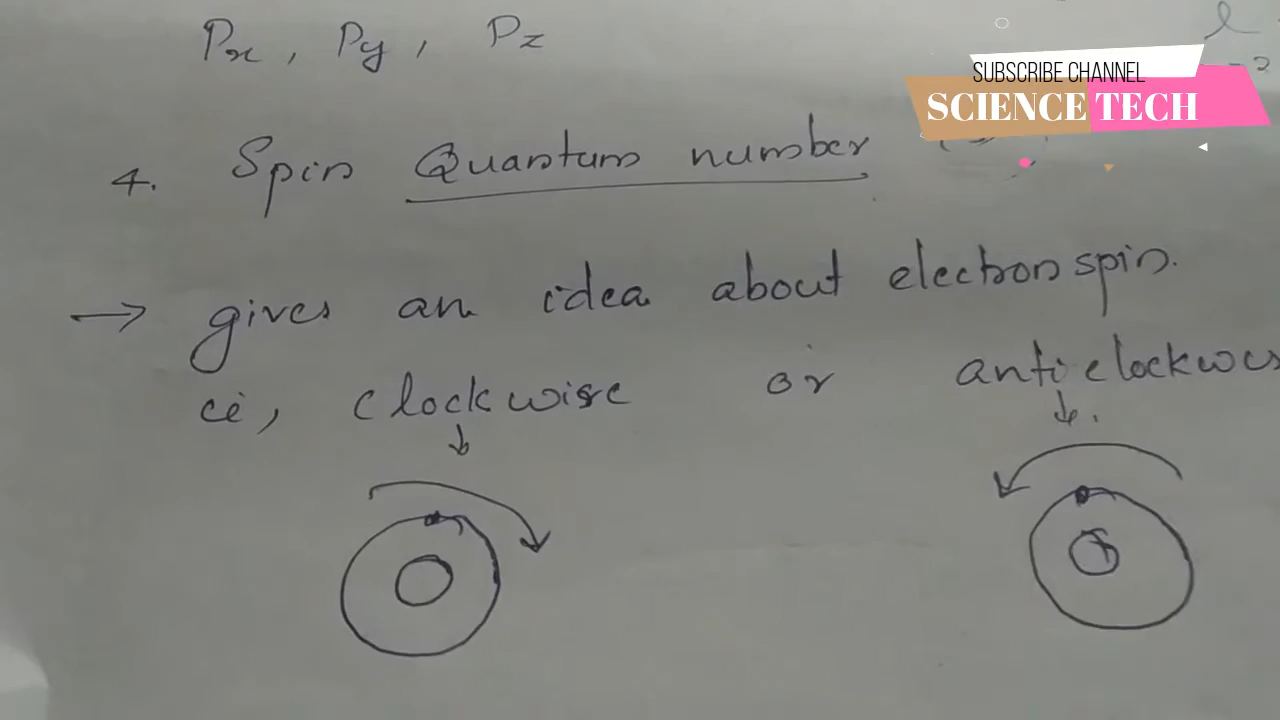 Px, Py, Pz
l
SUBSCRIBE CHANNEL
SCIENCE TECH
4. Spin Quantum number
→ gives an idea about electron spin.
ie, clockwise or anticlockwis